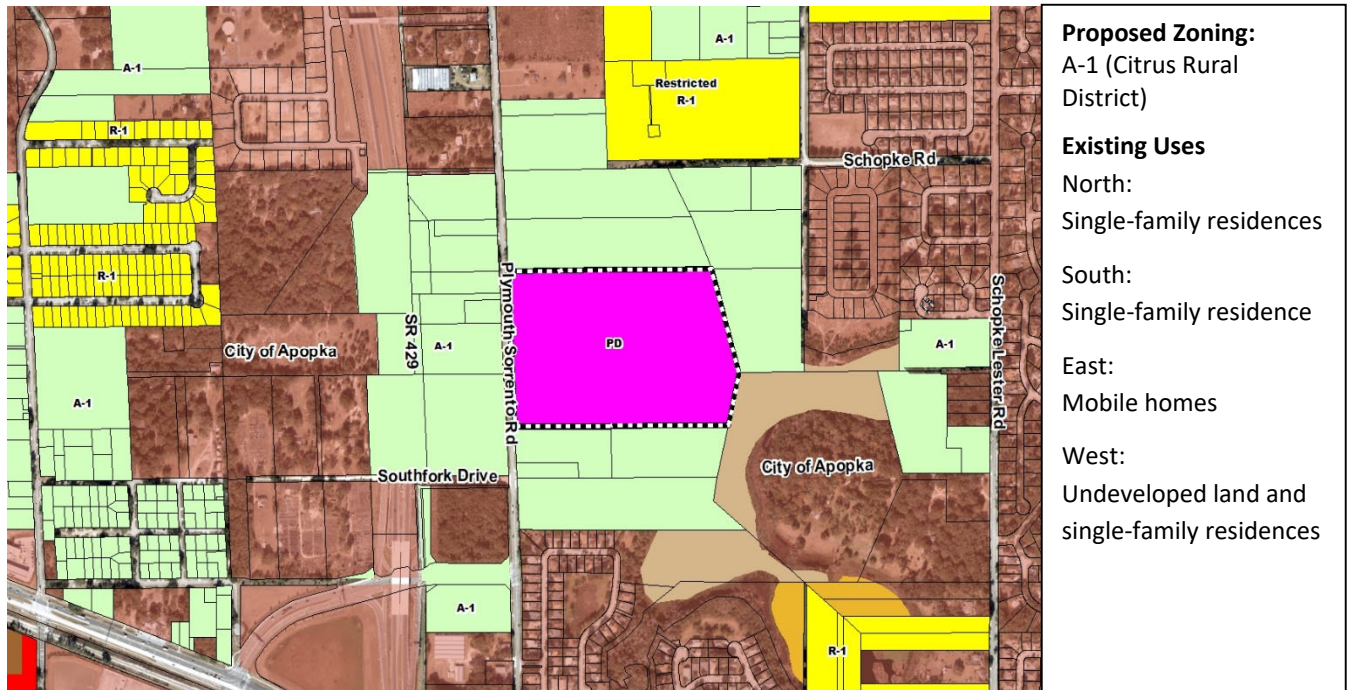 A-1
A-1
Restricted
R-1
R-1
Schopke Rd
R-1
Plymouth Sorrento Rd
SR 429
Schopke Lester Rd
PD
City of Apopka
A-1
A-1
A-1
City of Apopka
Southfork Drive
A-1
R-1
Proposed Zoning:
A-1 (Citrus Rural
District)
Existing Uses
North:
Single-family residences
South:
Single-family residence
East:
Mobile homes
West:
Undeveloped land and
single-family residences